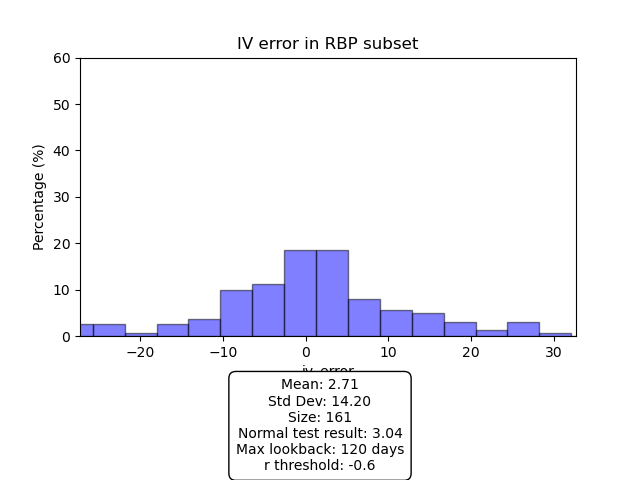 IV error in RBP subset
Percentage (%)
60
50
40
30
20
10
0
−20
−10
0
10
20
30
iv_error
Mean: 2.71
Std Dev: 14.20
Size: 161
Normal test result: 3.04
Max lookback: 120 days
r threshold: -0.6